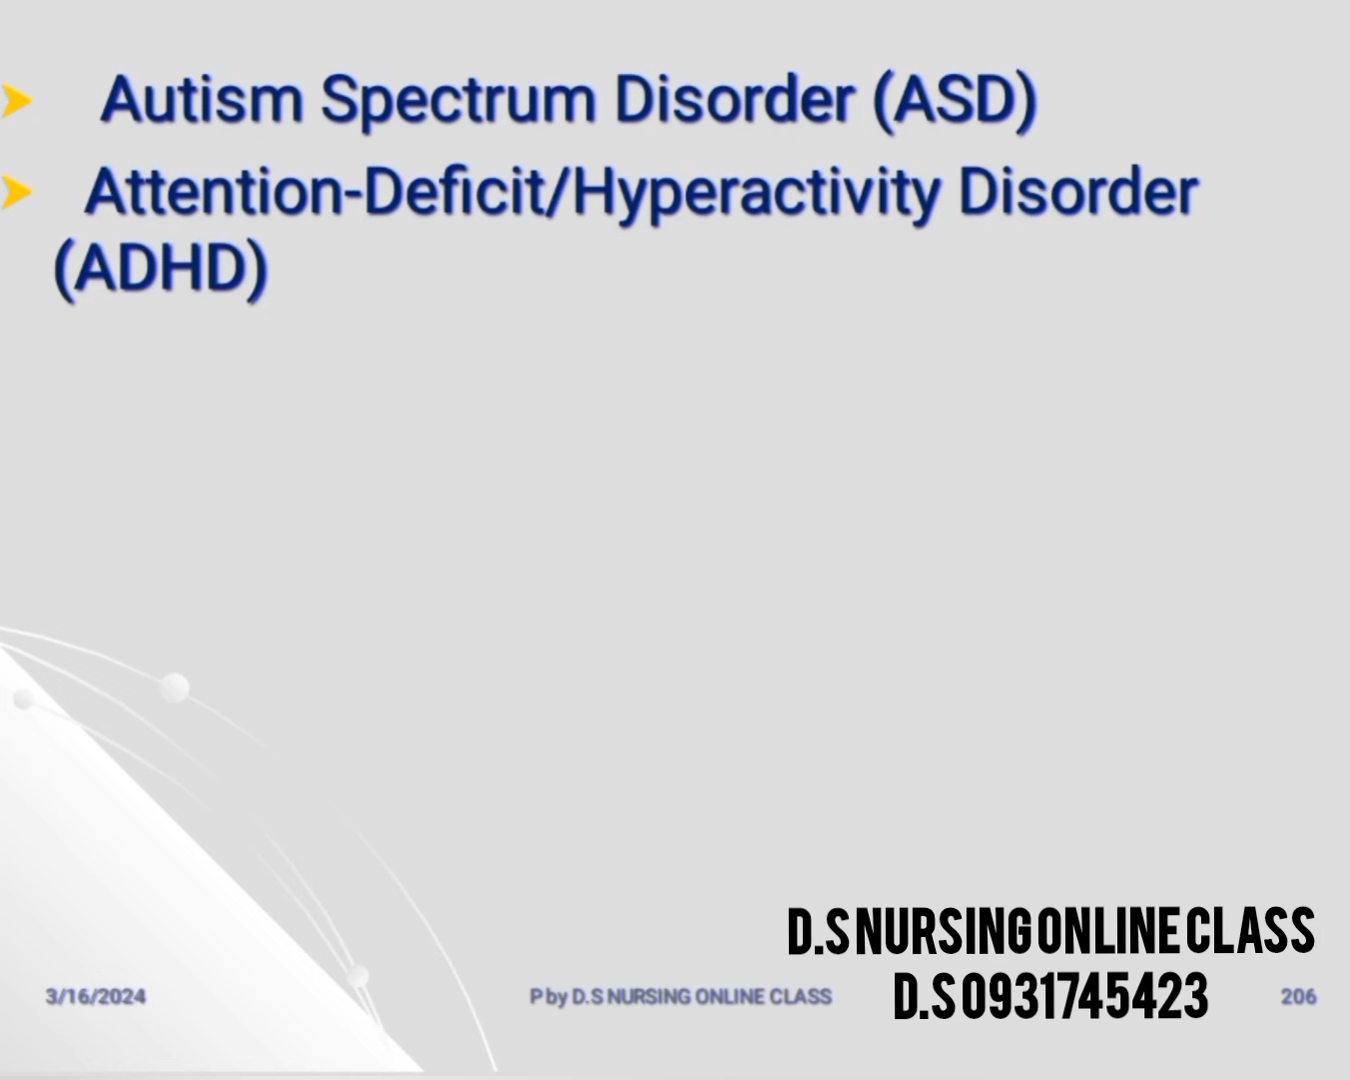 ➤ Autism Spectrum Disorder (ASD)
➤ Attention-Deficit/Hyperactivity Disorder
(ADHD)
D.S NURSING ONLINE CLASS
D.S 0931745423
3/16/2024
P by D.S NURSING ONLINE CLASS
206